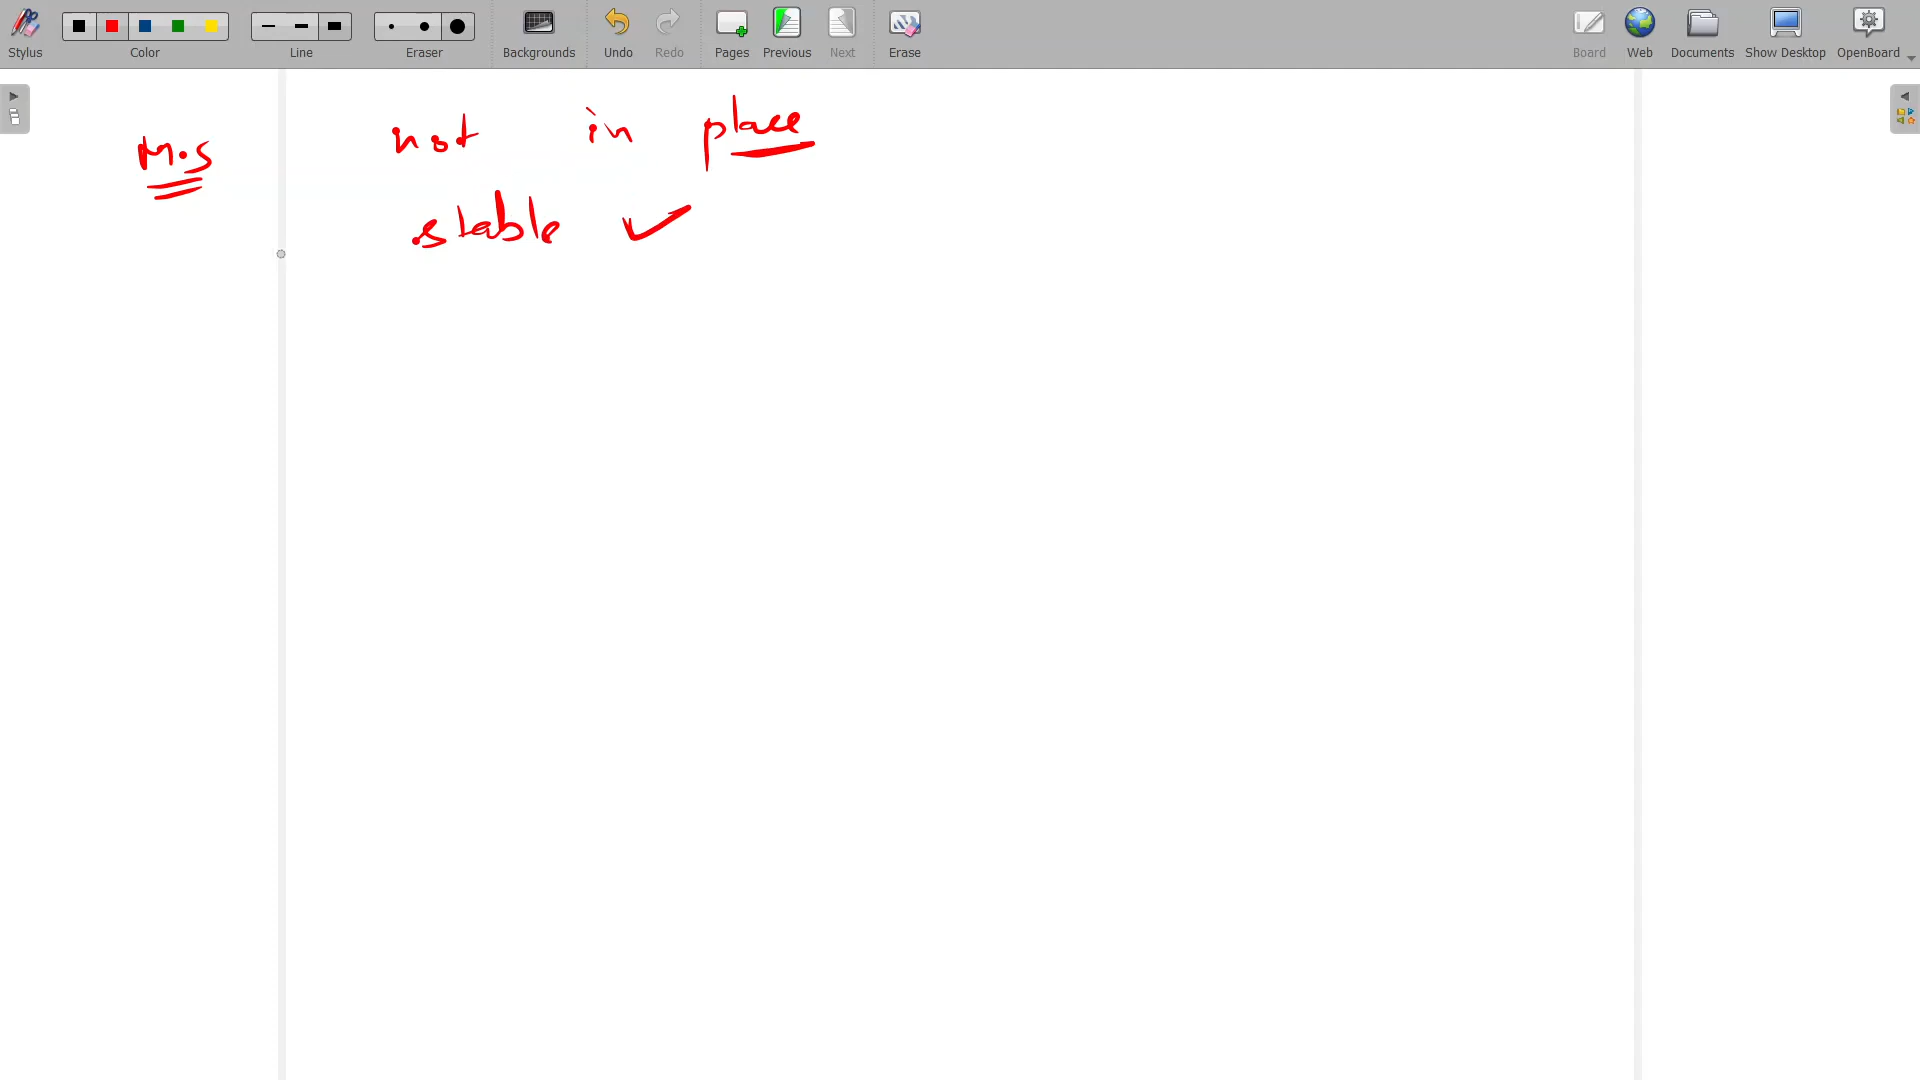 Stylus Color Line Eraser Backgrounds Undo Redo Pages Previous Next Erase Board Web Documents Show Desktop OpenBoard
M.S not in place
stable ✓